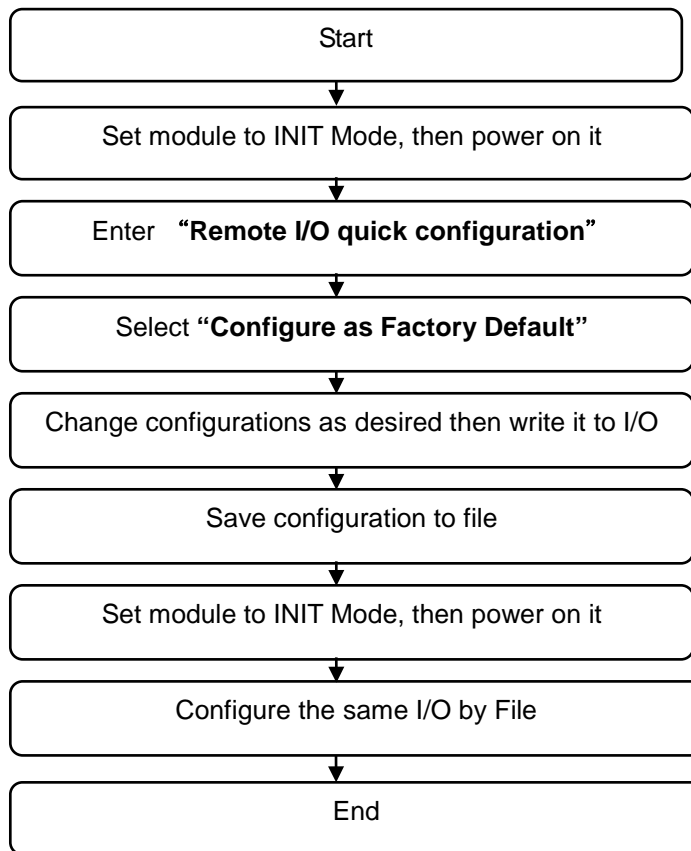 Start
Set module to INIT Mode, then power on it
Enter “Remote I/O quick configuration”
Select “Configure as Factory Default”
Change configurations as desired then write it to I/O
Save configuration to file
Set module to INIT Mode, then power on it
Configure the same I/O by File
End